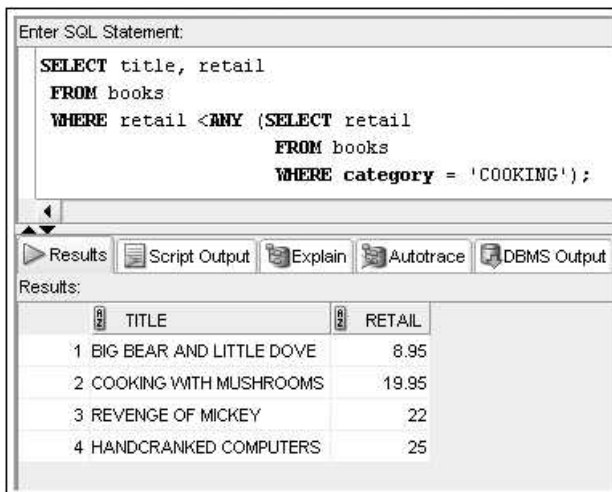 Enter SQL Statement:
SELECT title, retail
FROM books
WHERE retail <ANY (SELECT retail
FROM books
WHERE category = 'COOKING');
Results Script Output Explain Autotrace DBMS Output
Results:
TITLE RETAIL
1 BIG BEAR AND LITTLE DOVE 8.95
2 COOKING WITH MUSHROOMS 19.95
3 REVENGE OF MICKEY 22
4 HANDCRANKED COMPUTERS 25